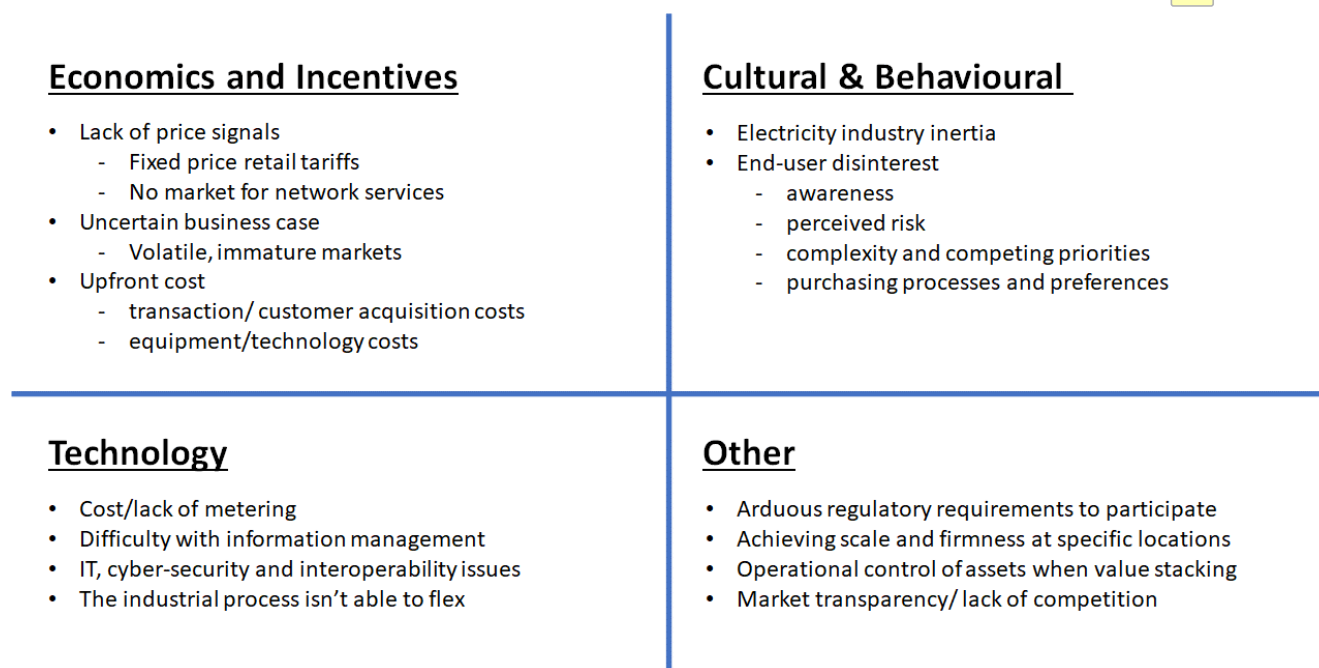 Economics and Incentives
• Lack of price signals
- Fixed price retail tariffs
- No market for network services
• Uncertain business case
- Volatile, immature markets
• Upfront cost
- transaction/ customer acquisition costs
- equipment/technology costs
Cultural & Behavioural
• Electricity industry inertia
• End-user disinterest
- awareness
- perceived risk
- complexity and competing priorities
- purchasing processes and preferences
Technology
• Cost/lack of metering
• Difficulty with information management
• IT, cyber-security and interoperability issues
• The industrial process isn't able to flex
Other
• Arduous regulatory requirements to participate
• Achieving scale and firmness at specific locations
• Operational control of assets when value stacking
• Market transparency/ lack of competition